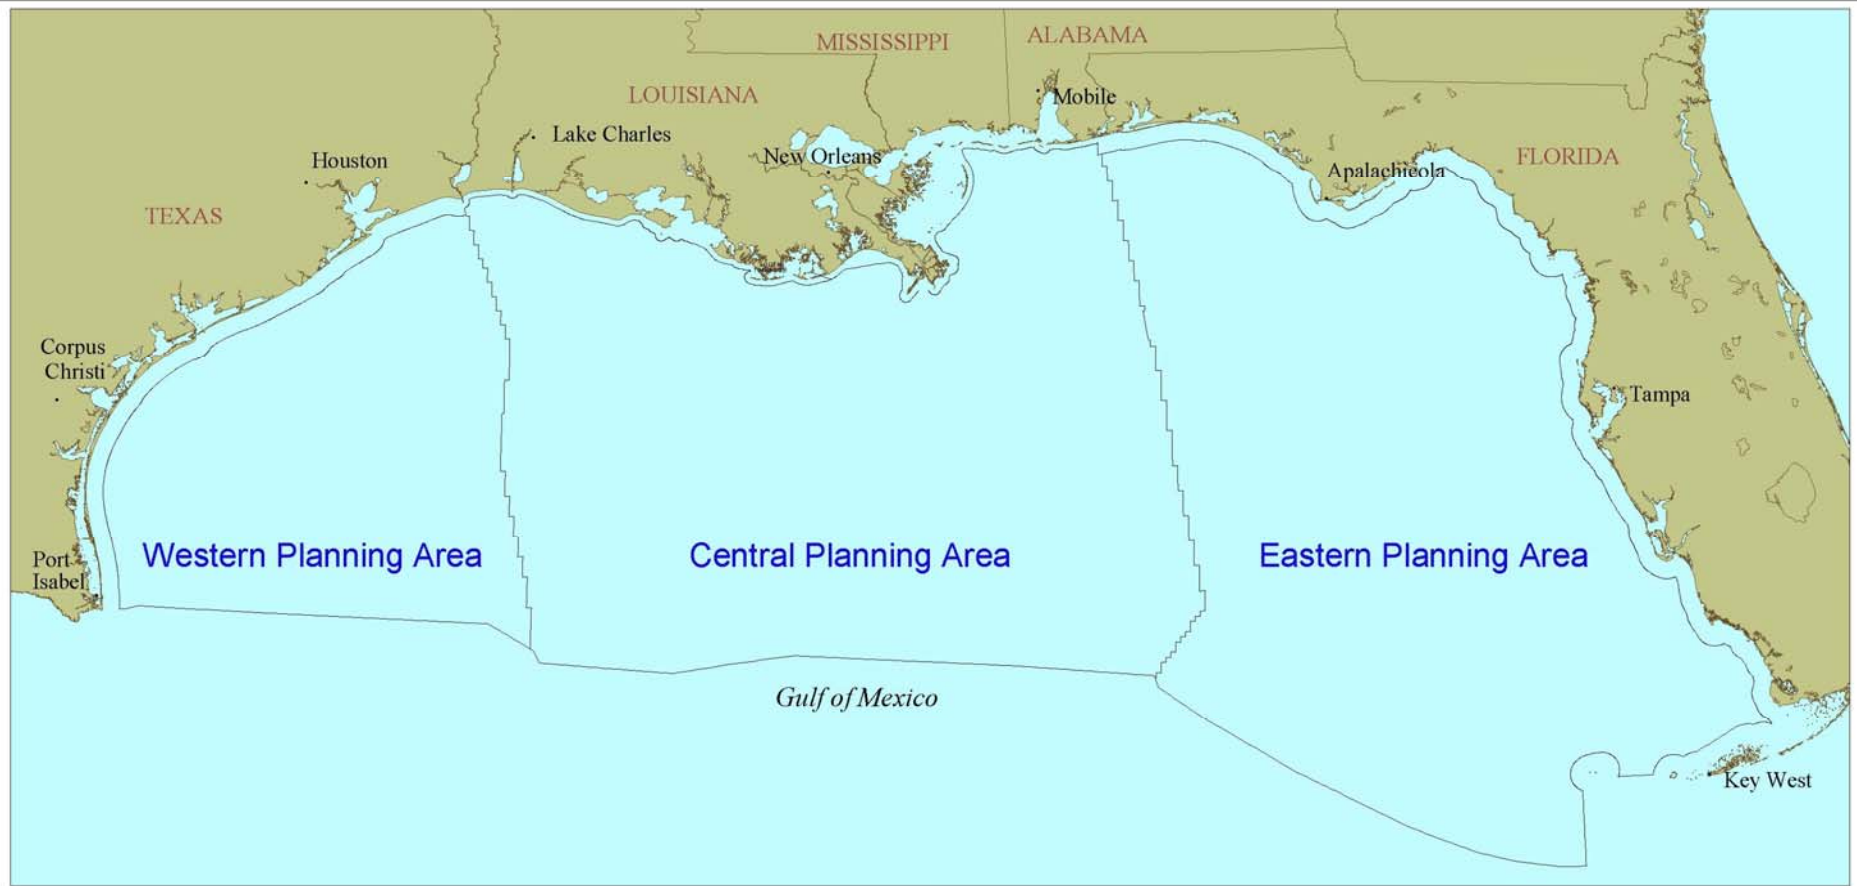 MISSISSIPPI
ALABAMA
LOUISIANA
Mobile
Lake Charles
Houston
New Orleans
FLORIDA
Apalachicola
TEXAS
Corpus
Christi
Tampa
Port
Isabel
Western Planning Area
Central Planning Area
Eastern Planning Area
Gulf of Mexico
Key West